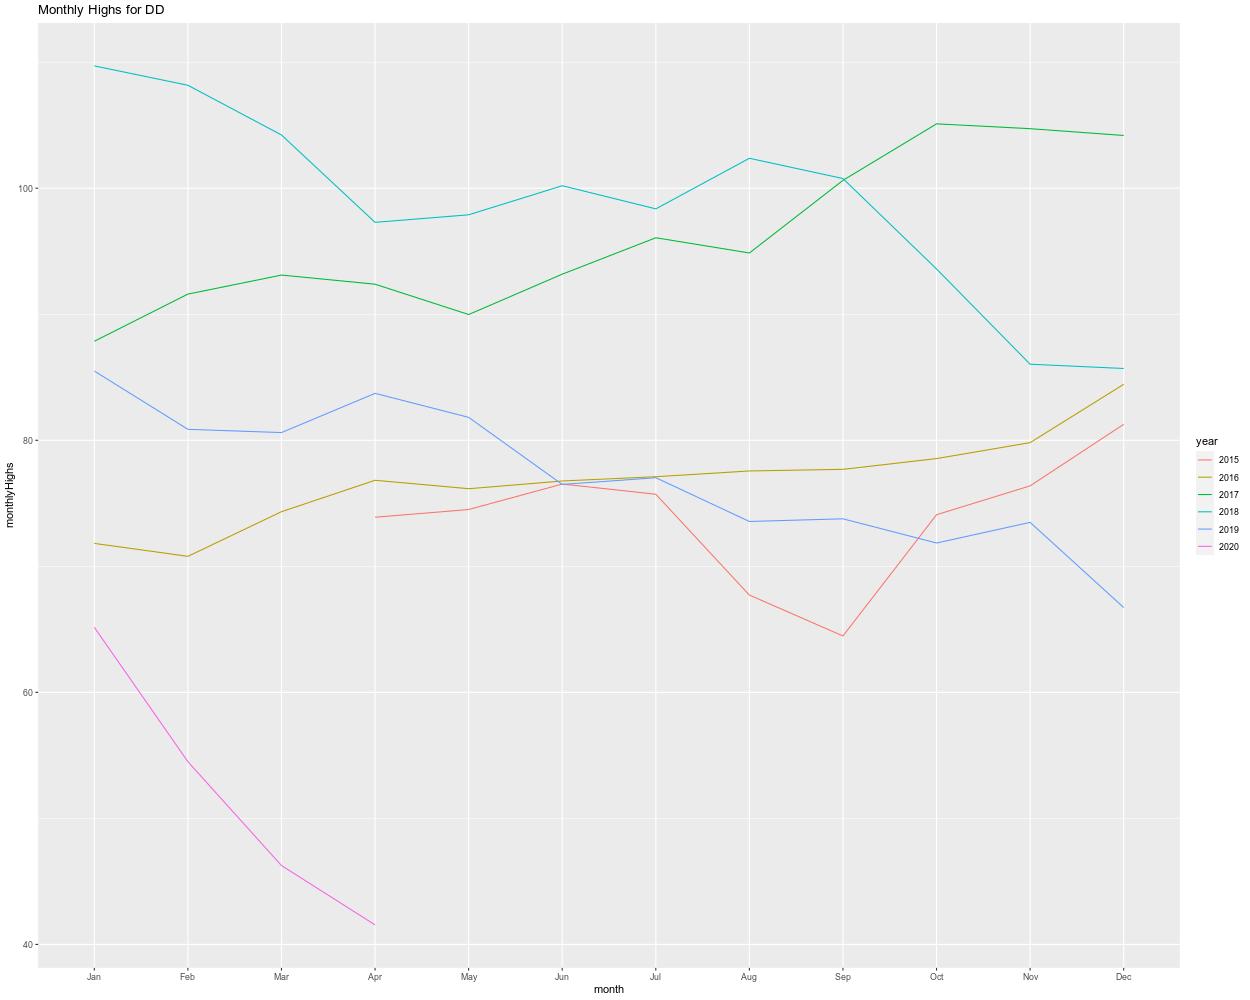 Monthly Highs for DD
monthlyHighs
100
80
60
40
Jan Feb Mar Apr May Jun Jul Aug Sep Oct Nov Dec
month
year
2015
2016
2017
2018
2019
2020